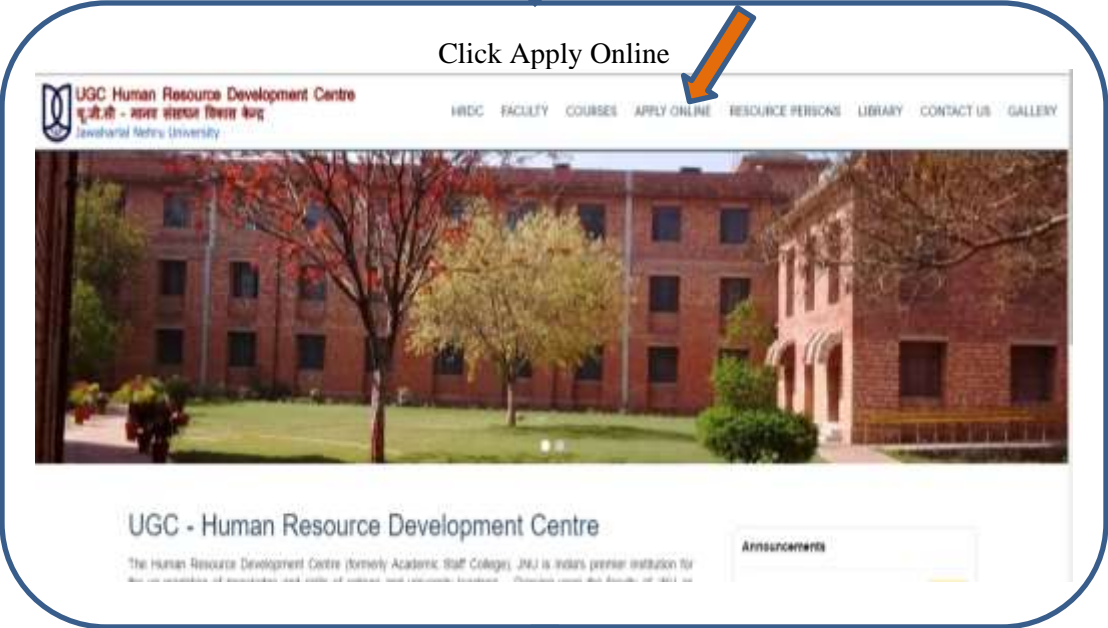 Click Apply Online
UGC Human Resource Development Centre
यू.जी.सी - मानव संसाधन विकास केन्द्र
Jawaharlal Nehru University
HRDC FACULTY COURSES APPLY ONLINE RESOURCE PERSONS LIBRARY CONTACT US GALLERY
UGC - Human Resource Development Centre
Announcements
The Human Resource Development Centre (formerly Academic Staff College), JNU is India's premier institution for